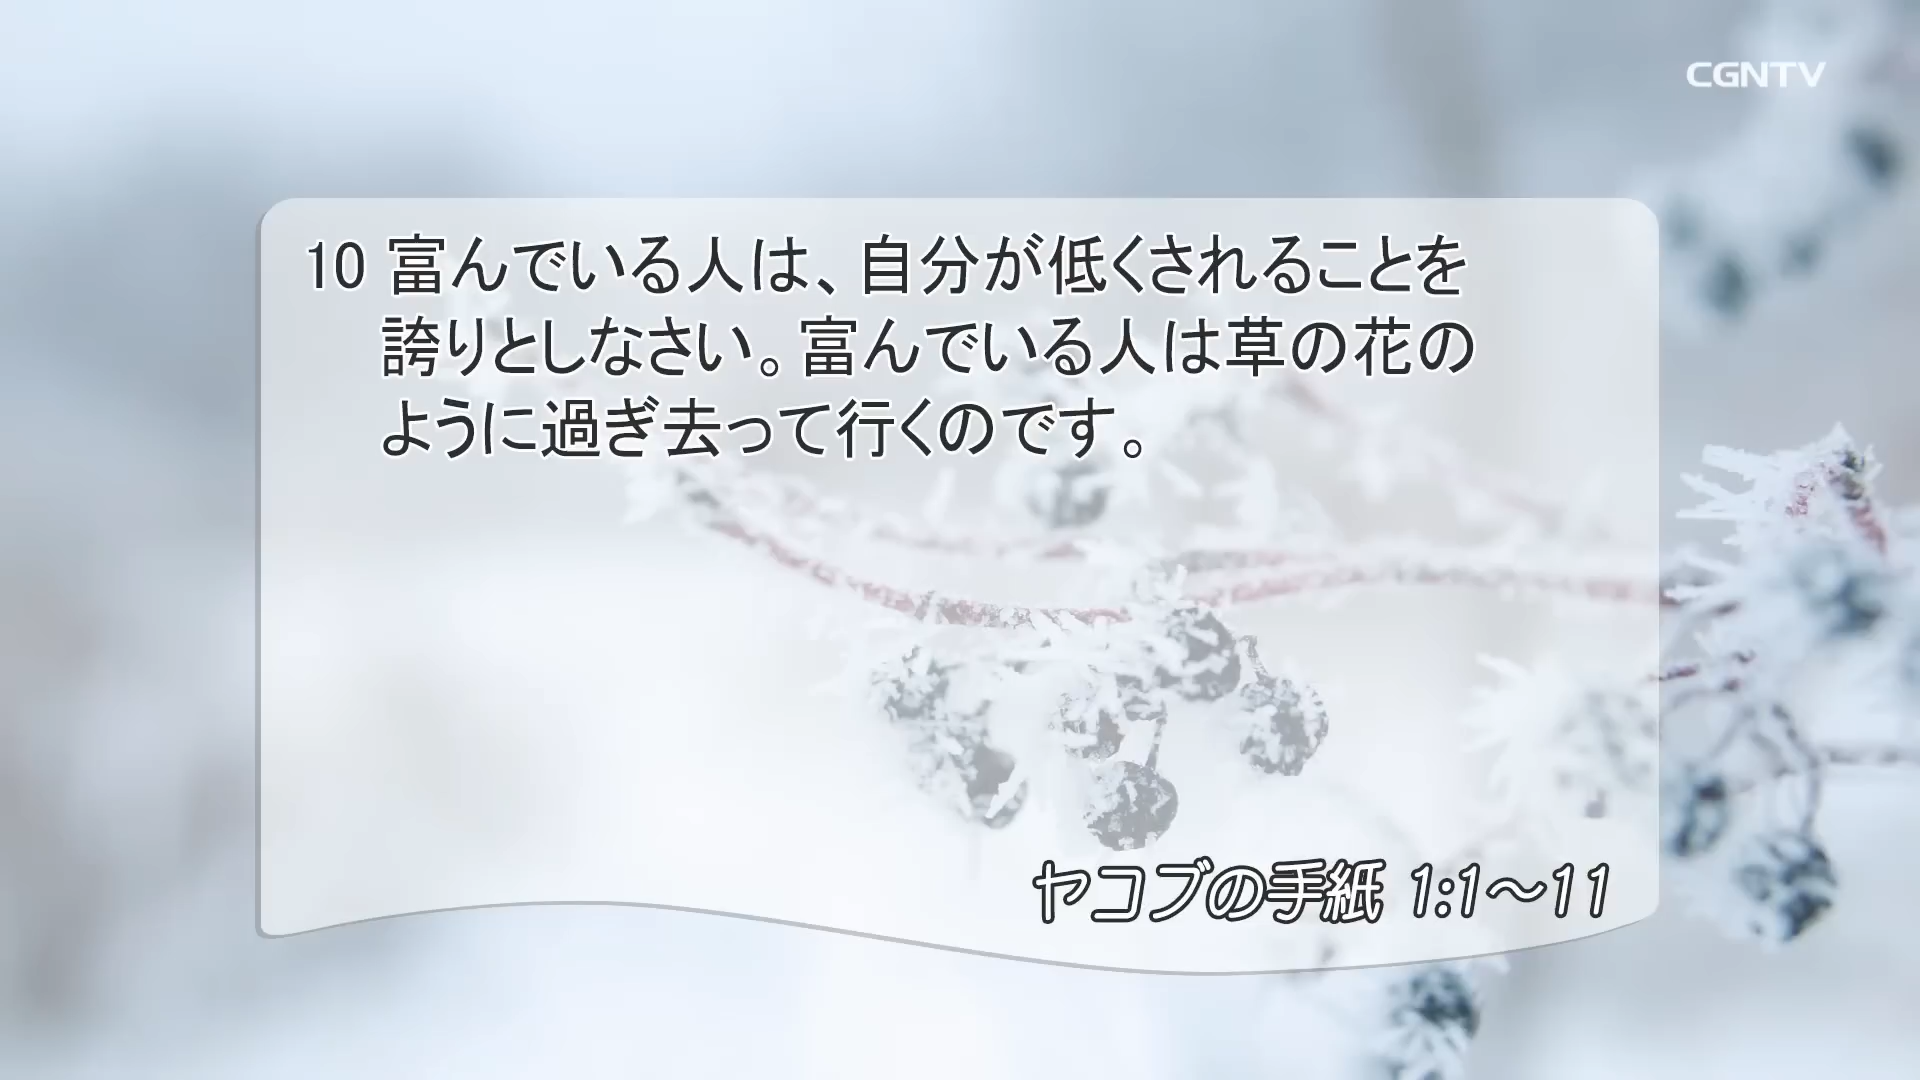 CGNTV
10 富んでいる人は、自分が低くされることを
誇りとしなさい。富んでいる人は草の花の
ように過ぎ去って行くのです。
ヤコブの手紙 1:1～11